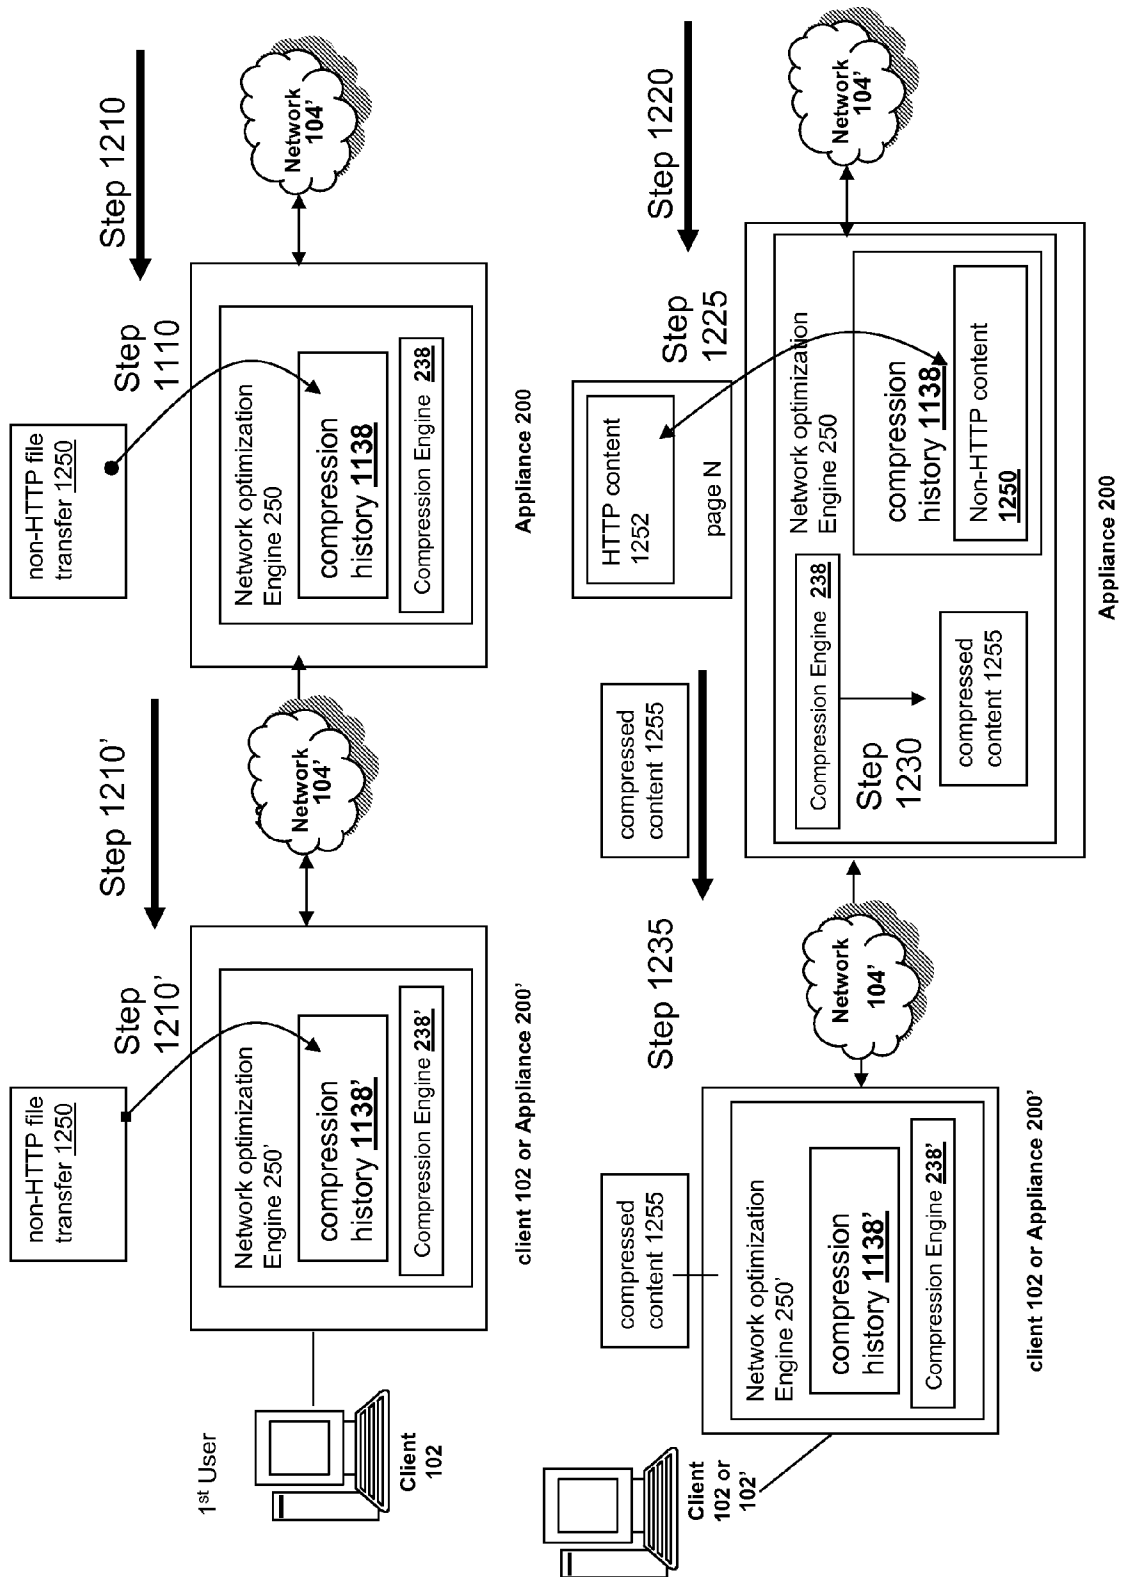 1st User
Client
102
non-HTTP file
transfer 1250
Step
1210’
Network optimization
Engine 250’
compression
history 1138’
Compression Engine 238’
client 102 or Appliance 200’
Step 1210’
Network
104’
non-HTTP file
transfer 1250
Step
1110
Network optimization
Engine 250
compression
history 1138
Compression Engine 238
Appliance 200
Step 1210
Network
104’
Client
102 or
102’
compressed
content 1255
Network optimization
Engine 250’
compression
history 1138’
Compression Engine 238’
client 102 or Appliance 200’
Step 1235
compressed
content 1255
Network
104’
HTTP content
1252
page N
Step
1225
Step 1220
Compression Engine 238
Step
1230
compressed
content 1255
Network optimization
Engine 250
compression
history 1138
Non-HTTP content
1250
Appliance 200
Network
104’